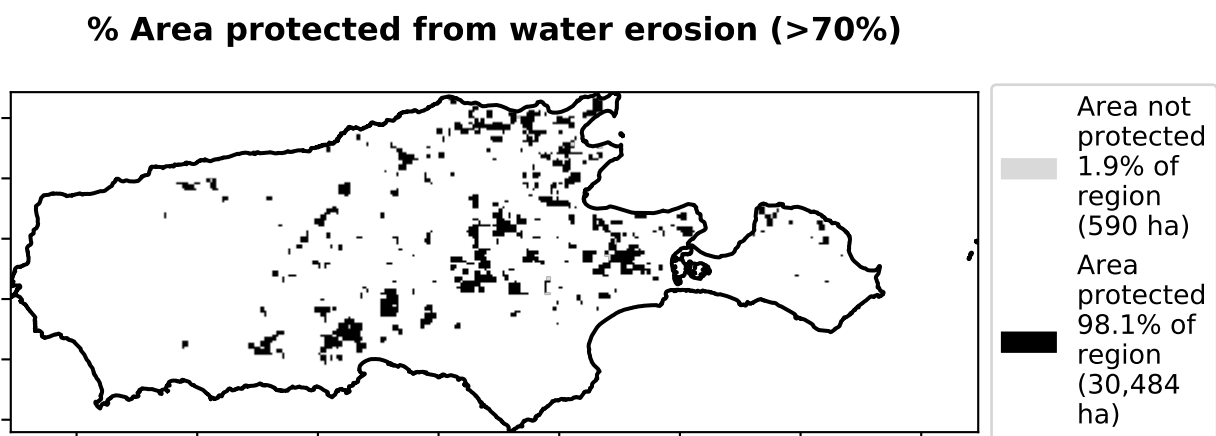 % Area protected from water erosion (>70%)
Area not
protected
1.9% of
region
(590 ha)
Area
protected
98.1% of
region
(30,484
ha)